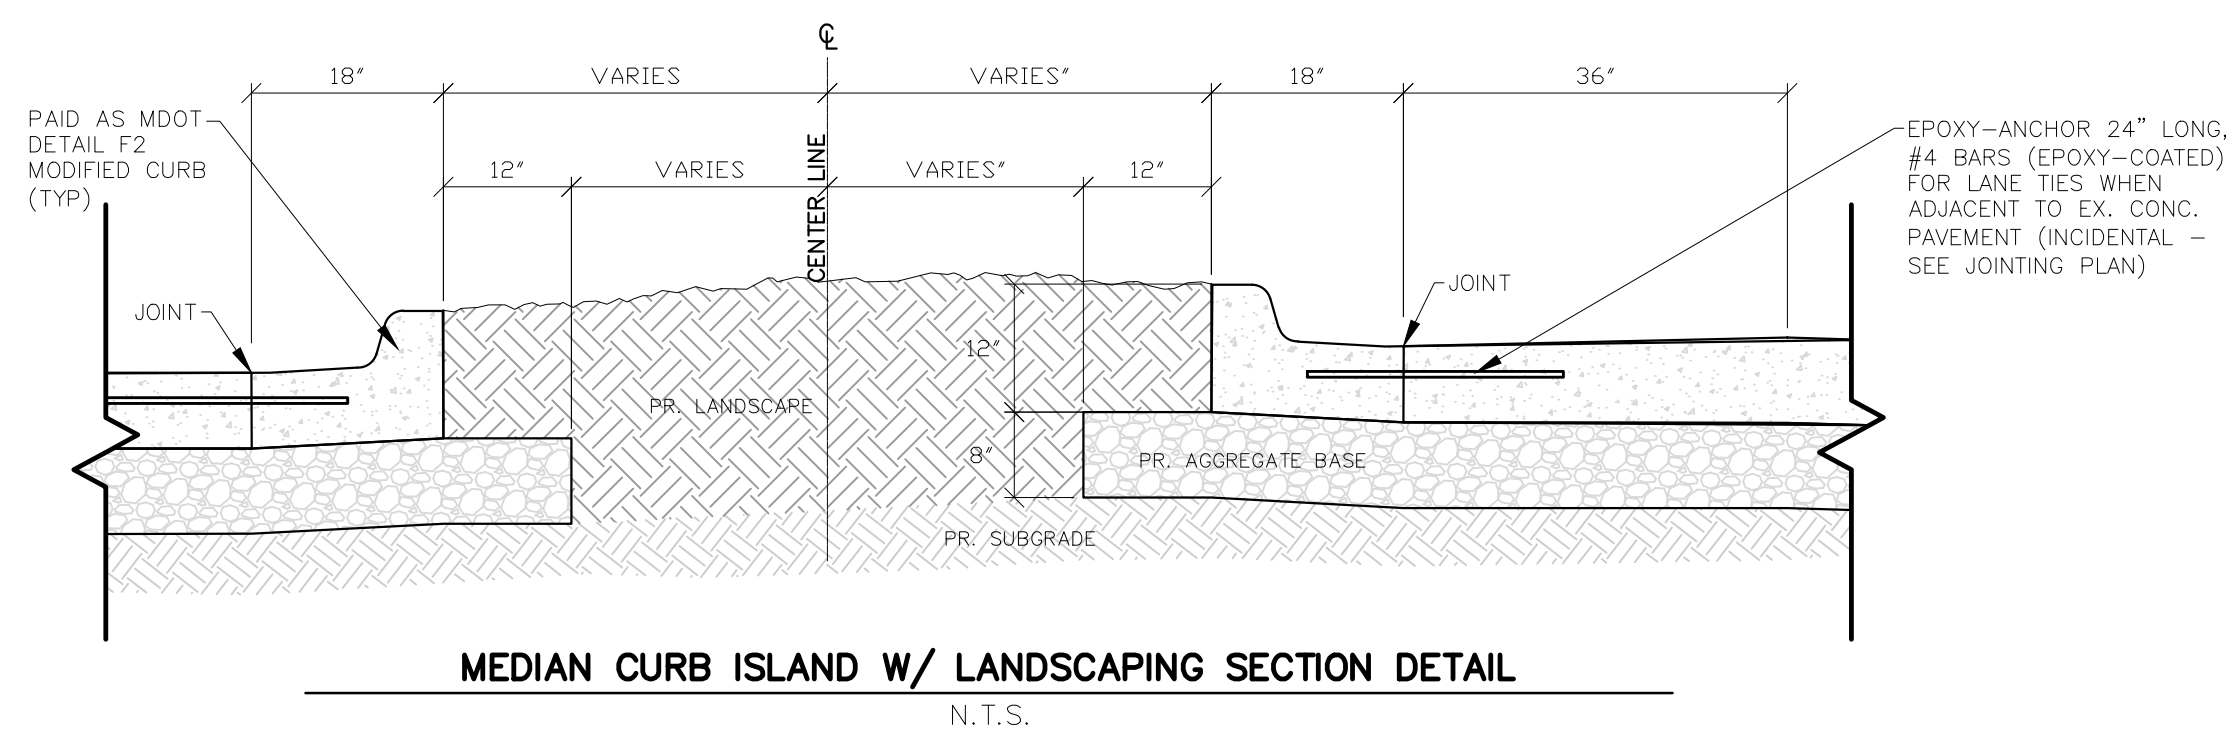 ℄
18"
VARIES
VARIES"
18"
36"
PAID AS MDOT
DETAIL F2
MODIFIED CURB
(TYP)
12"
VARIES
CENTER LINE
VARIES"
12"
EPOXY-ANCHOR 24" LONG,
#4 BARS (EPOXY-COATED)
FOR LANE TIES WHEN
ADJACENT TO EX. CONC.
PAVEMENT (INCIDENTAL -
SEE JOINTING PLAN)
JOINT
JOINT
12"
PR. LANDSCAPE
8"
PR. AGGREGATE BASE
PR. SUBGRADE
MEDIAN CURB ISLAND W/ LANDSCAPING SECTION DETAIL
N.T.S.